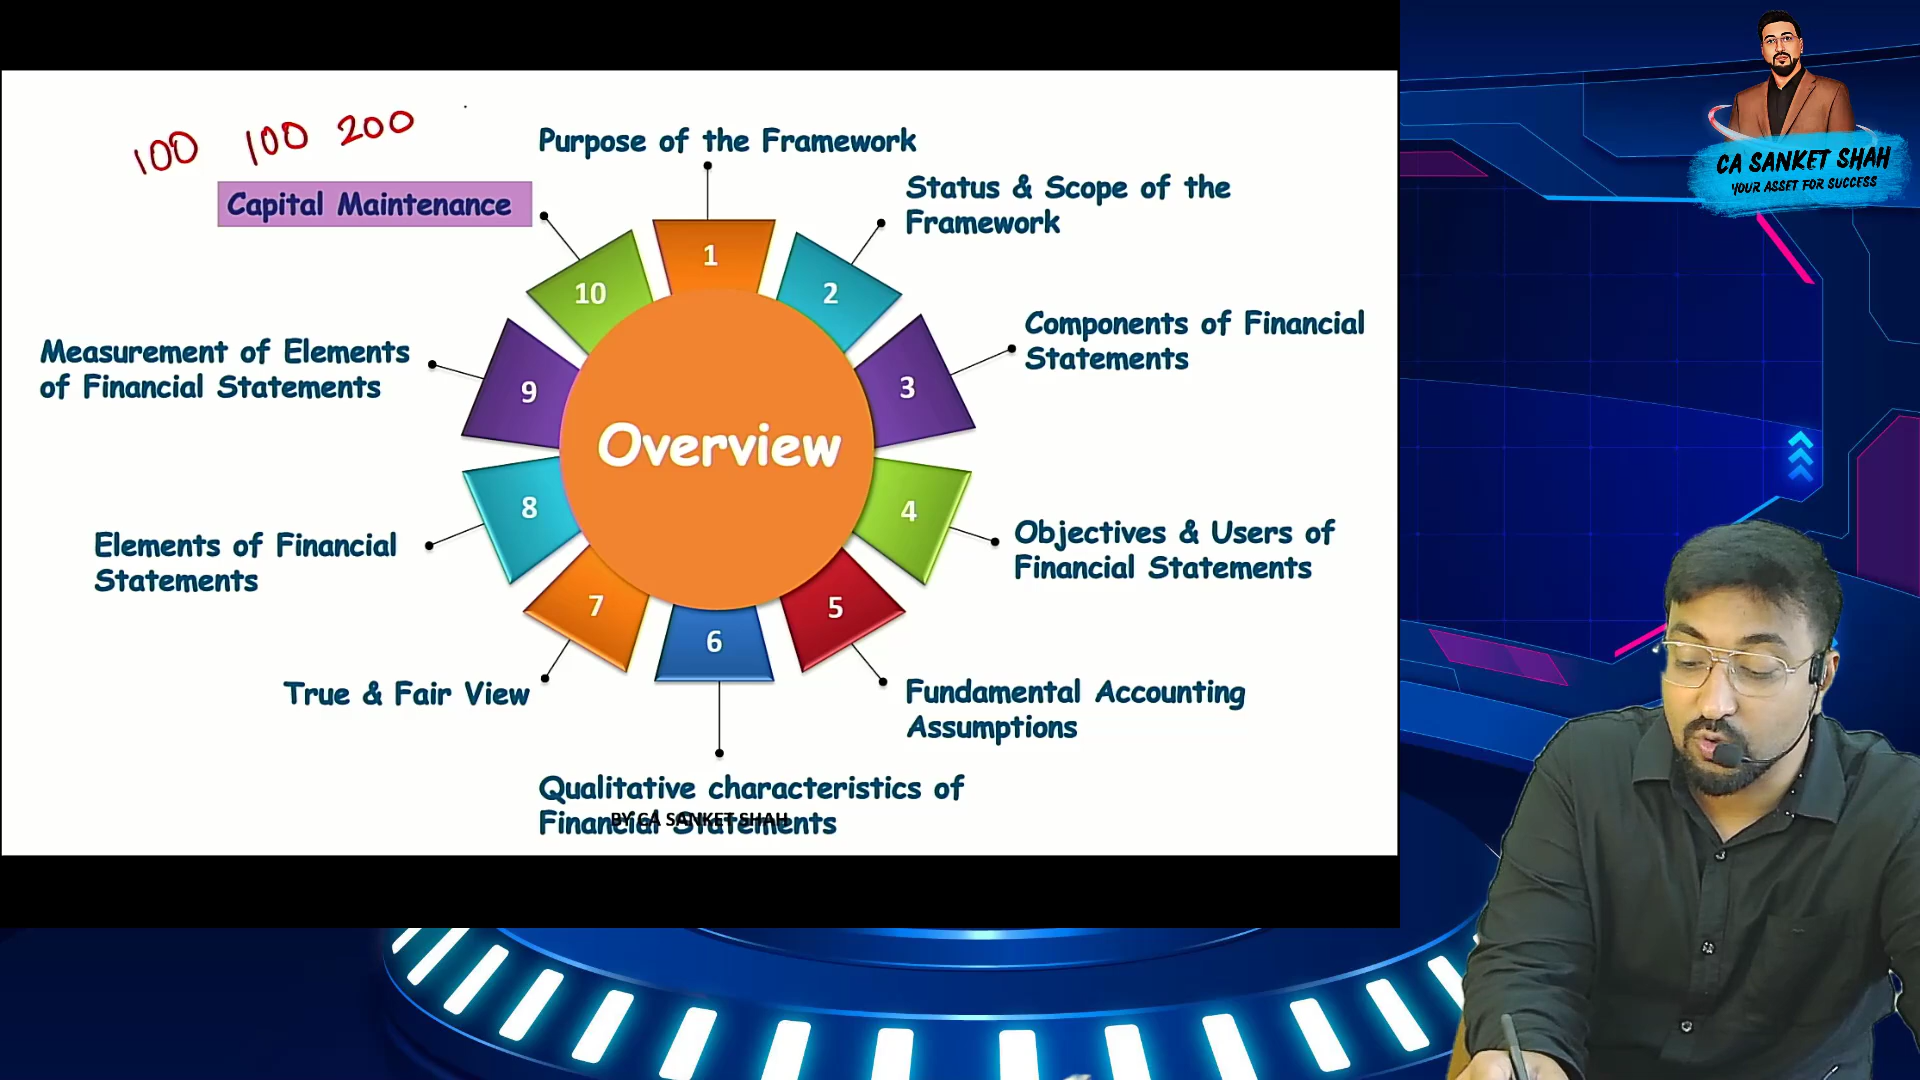 100 100 200
Purpose of the Framework
Capital Maintenance
Status & Scope of the
Framework
1
10
2
Components of Financial
Statements
Measurement of Elements
of Financial Statements
9
3
Overview
8
4
Elements of Financial
Statements
Objectives & Users of
Financial Statements
7
5
6
True & Fair View
Fundamental Accounting
Assumptions
Qualitative characteristics of
Financial Statements
BY CA SANKET SHAH
CA SANKET SHAH
YOUR ASSET FOR SUCCESS